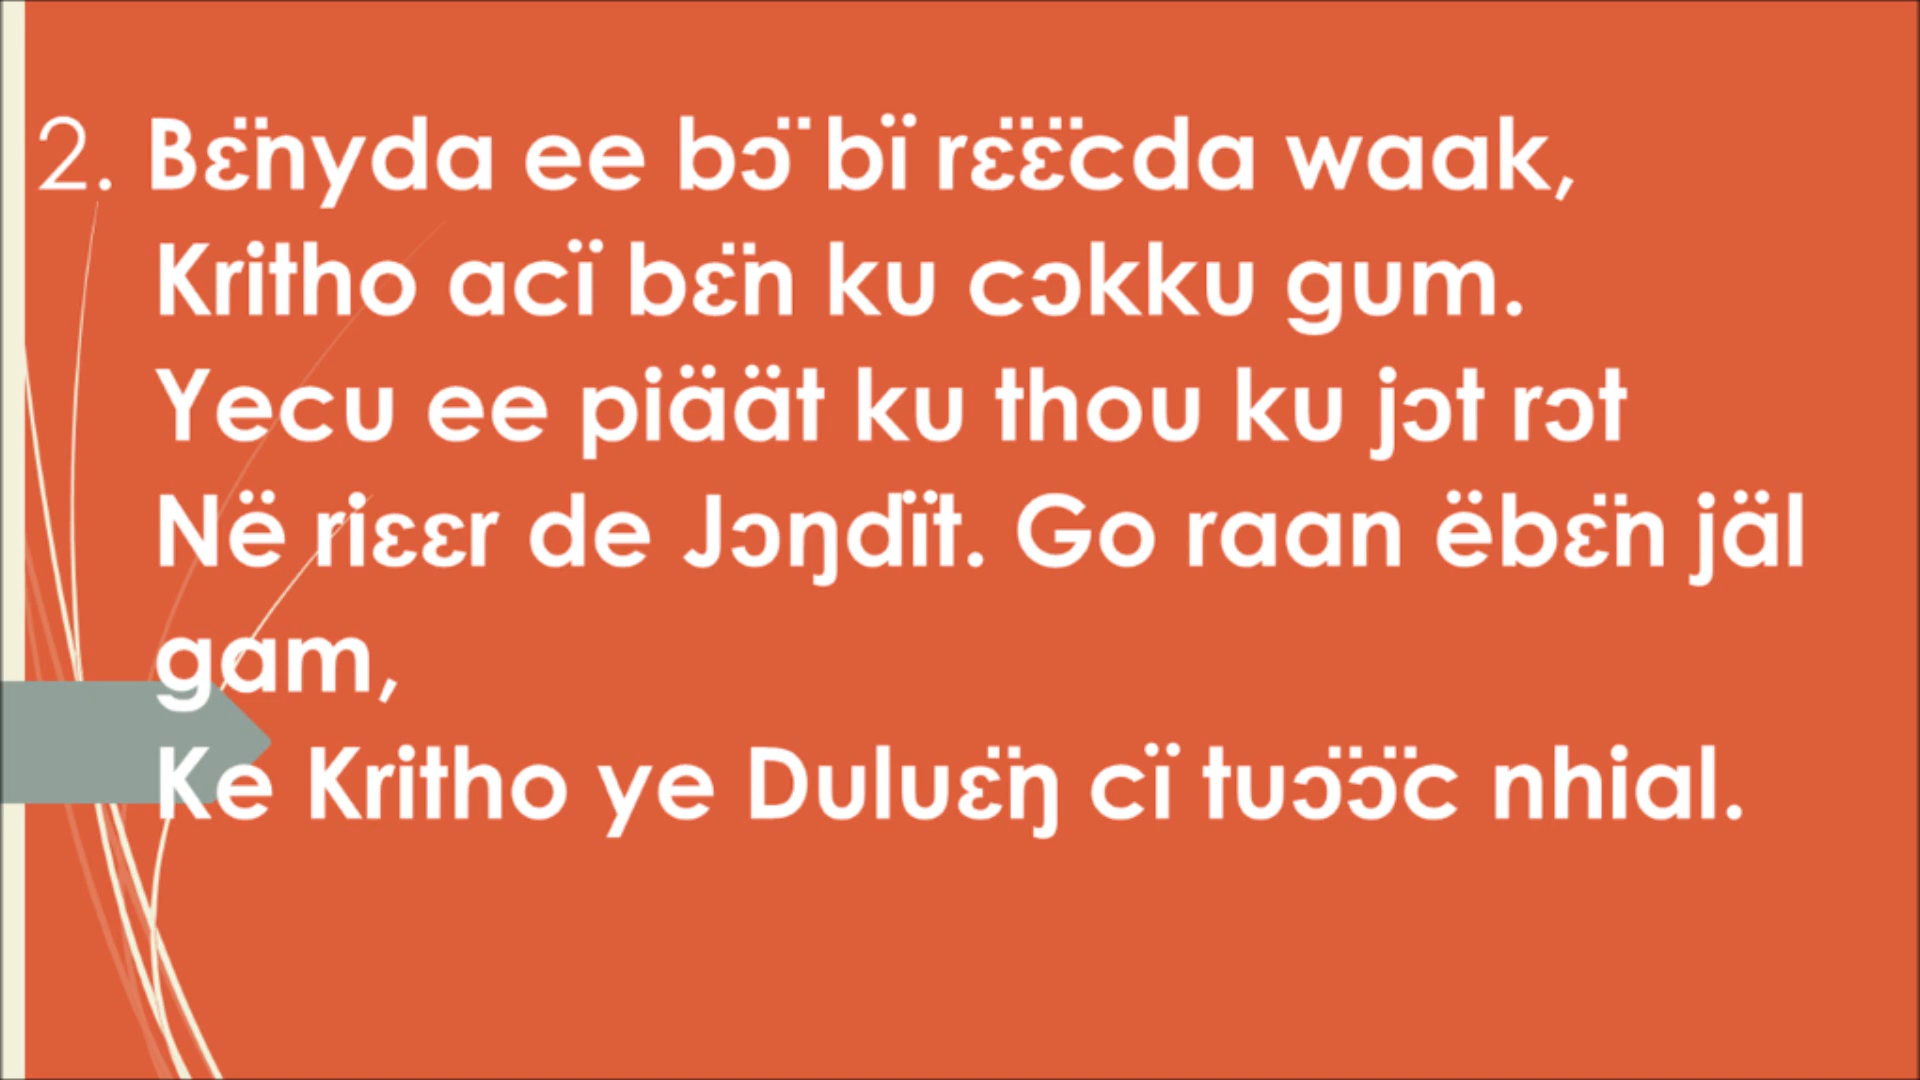 2. Bɛ̈nyda ee bɔ̈ bï rɛ̈ɛ̈cda waak,
Kritho acï bɛ̈n ku cɔkku gum.
Yecu ee piäät ku thou ku jɔt rɔt
Në riɛɛr de Jɔŋdït. Go raan ëbɛ̈n jäl
gam,
Ke Kritho ye Duluɛ̈ŋ cï tuɔ̈ɔ̈c nhial.